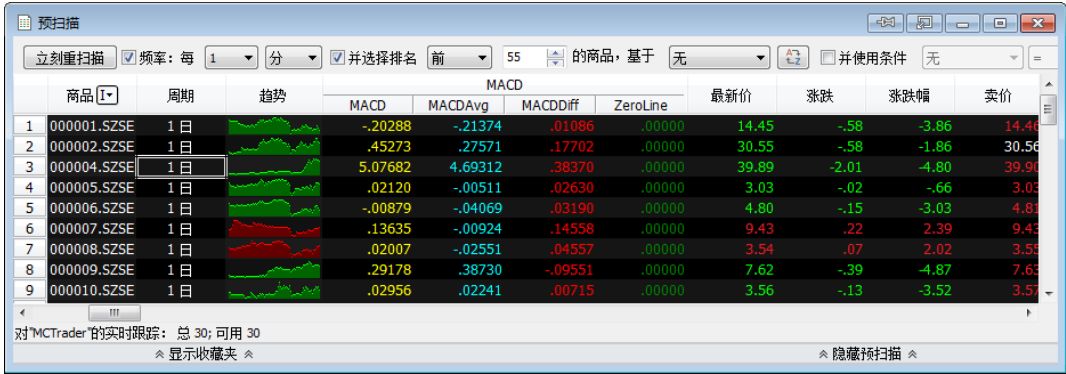 预扫描
立刻重扫描 频率：每 1 分 并选择排名 前 55 的商品，基于 无 并使用条件 无 =
商品 周期 趋势 MACD 最新价 涨跌 涨跌幅 卖价
MACD MACDAvg MACDDiff ZeroLine
1 000001.SZSE 1 日 -.20288 -.21374 .01086 .00000 14.45 -.58 -3.86 14.46
2 000002.SZSE 1 日 .45273 .27571 .17702 .00000 30.55 -.58 -1.86 30.56
3 000004.SZSE 1 日 5.07682 4.69312 .38370 .00000 39.89 -2.01 -4.80 39.90
4 000005.SZSE 1 日 .02120 -.00511 .02630 .00000 3.03 -.02 -.66 3.03
5 000006.SZSE 1 日 -.00879 -.04069 .03190 .00000 4.80 -.15 -3.03 4.81
6 000007.SZSE 1 日 .13635 -.00924 .14558 .00000 9.43 .22 2.39 9.43
7 000008.SZSE 1 日 .02007 -.02551 .04557 .00000 3.54 .07 2.02 3.55
8 000009.SZSE 1 日 .29178 .38730 -.09551 .00000 7.62 -.39 -4.87 7.63
9 000010.SZSE 1 日 .02956 .02241 .00715 .00000 3.56 -.13 -3.52 3.57
对"MCTrader"的实时跟踪： 总 30; 可用 30
显示收藏夹 隐藏预扫描